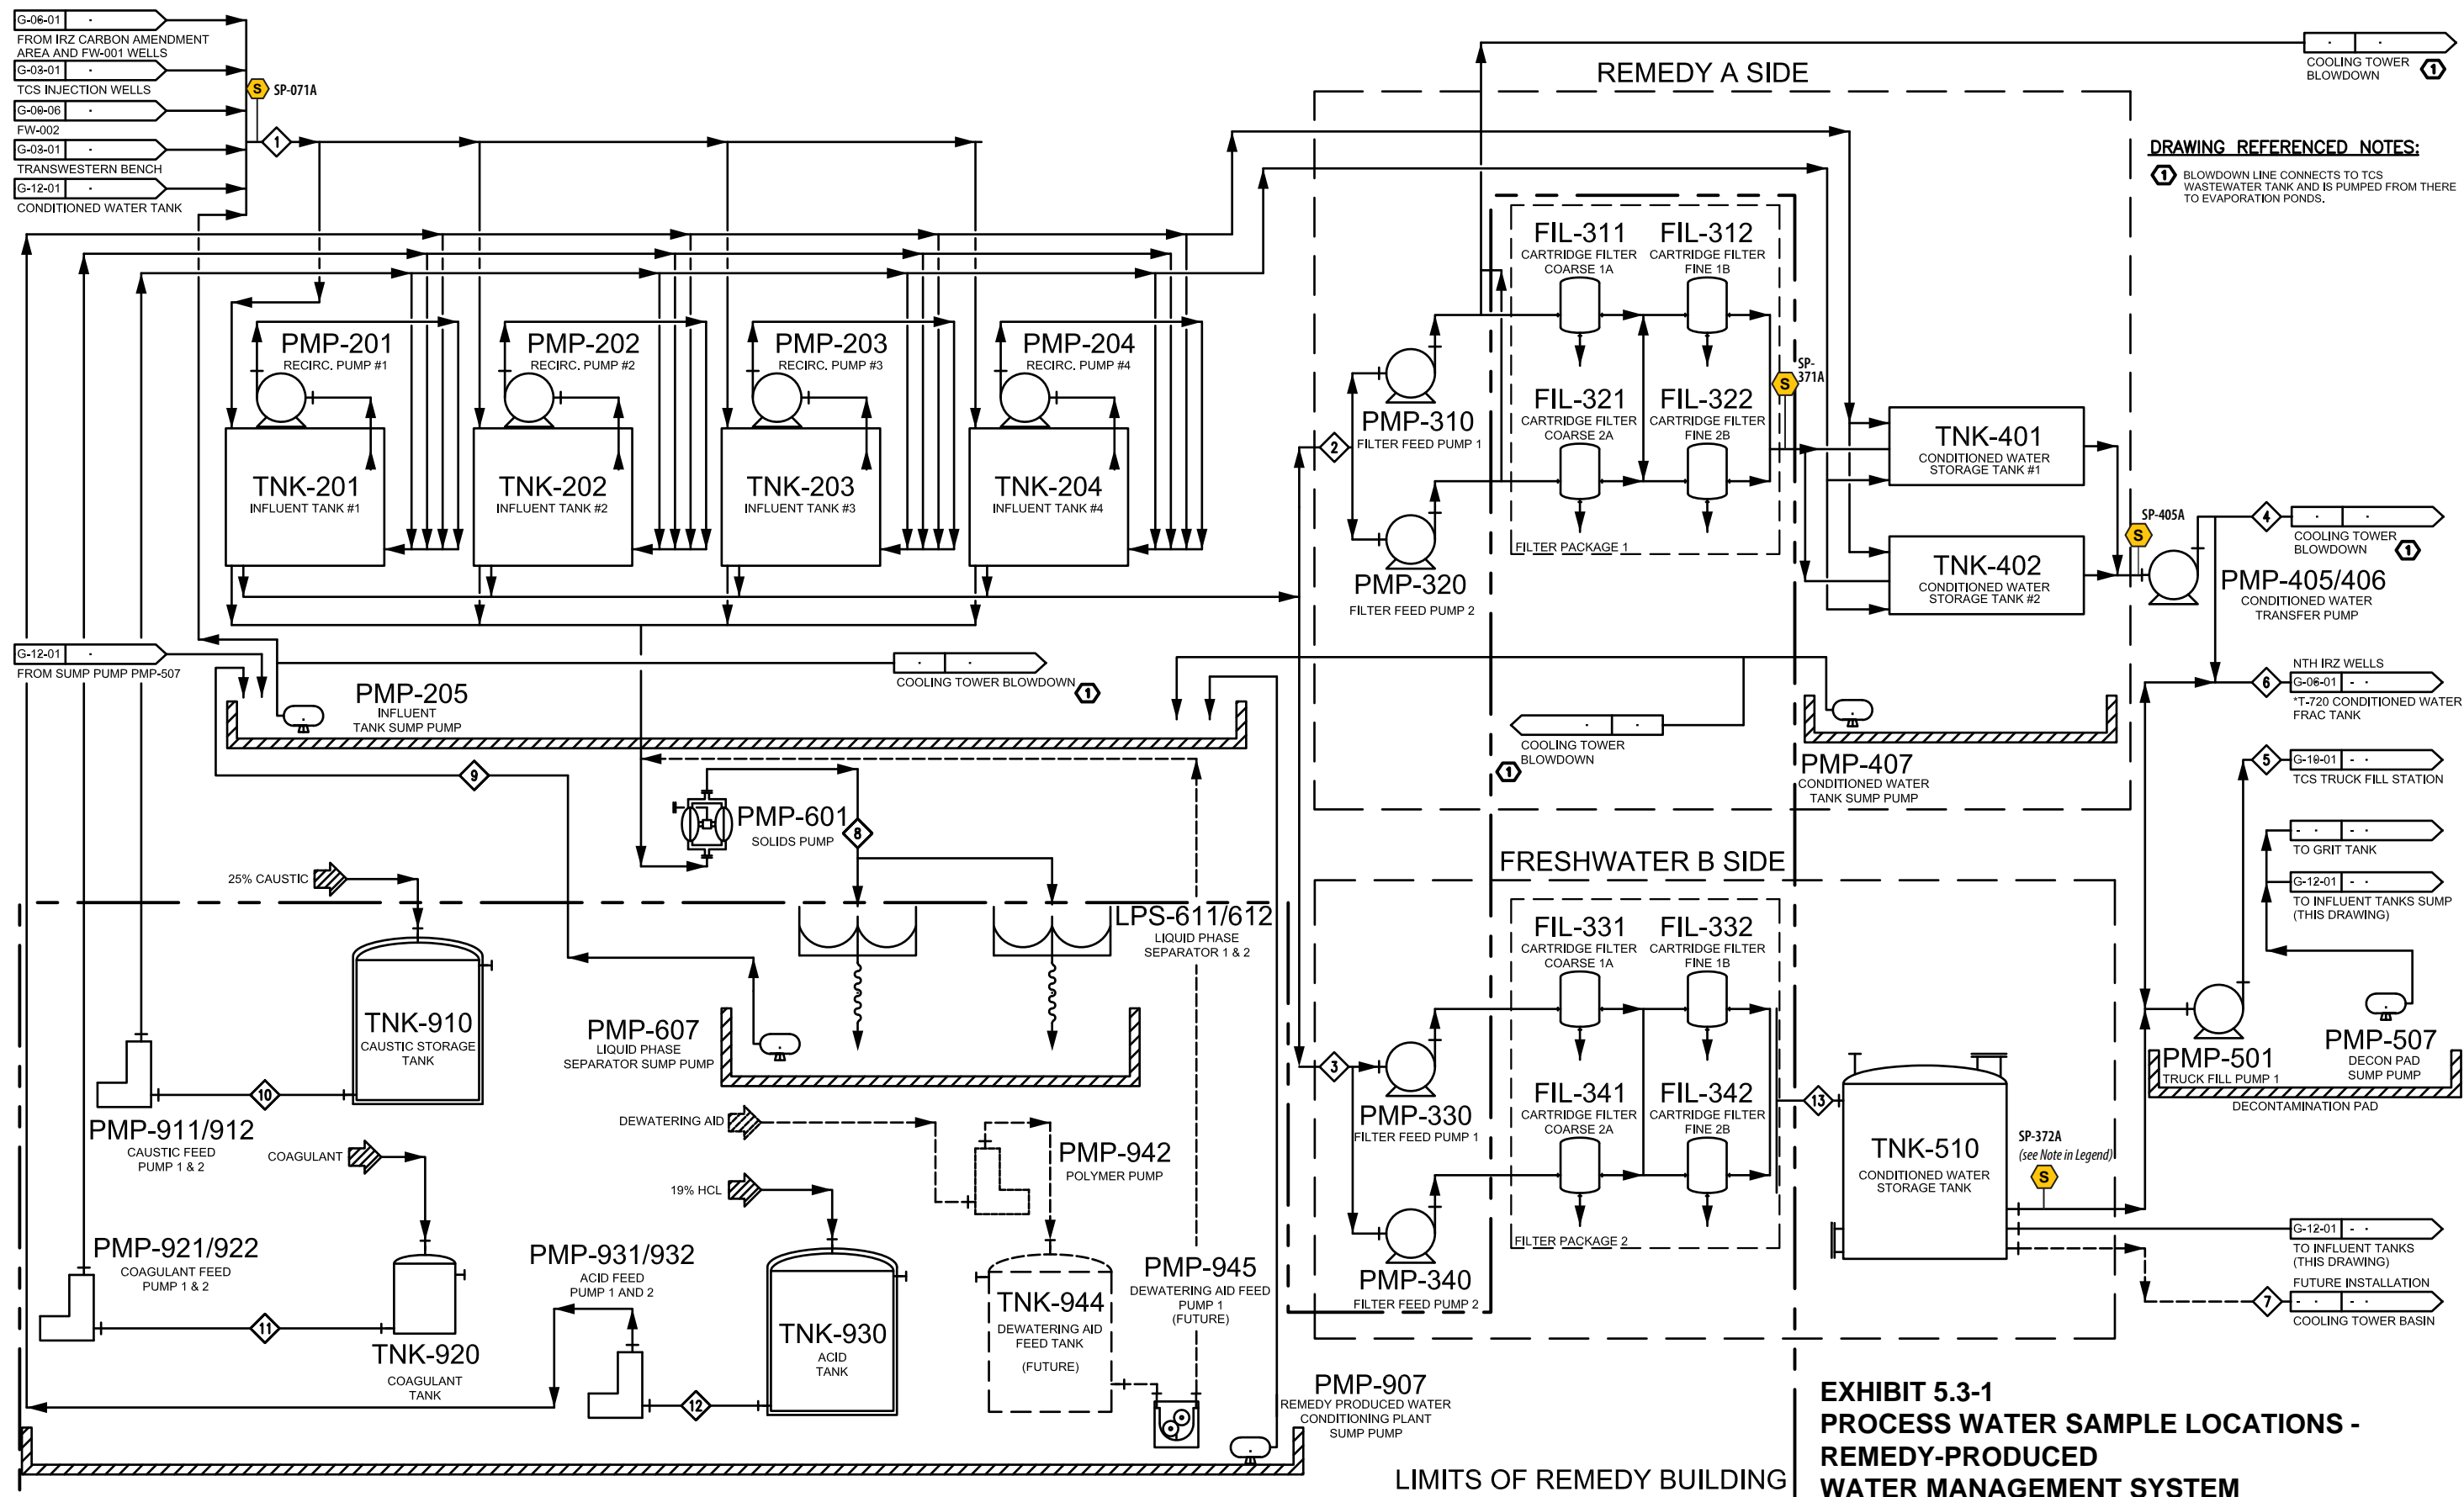 G-06-01 -
FROM IRZ CARBON AMENDMENT
AREA AND FW-001 WELLS
G-03-01 -
TCS INJECTION WELLS
G-00-06 -
FW-002
G-03-01 -
TRANSWESTERN BENCH
G-12-01 -
CONDITIONED WATER TANK
S SP-071A
1
REMEDY A SIDE
COOLING TOWER
BLOWDOWN 1
DRAWING REFERENCED NOTES:
1 BLOWDOWN LINE CONNECTS TO TCS
WASTEWATER TANK AND IS PUMPED FROM THERE
TO EVAPORATION PONDS.
PMP-201
RECIRC. PUMP #1
PMP-202
RECIRC. PUMP #2
PMP-203
RECIRC. PUMP #3
PMP-204
RECIRC. PUMP #4
TNK-201
INFLUENT TANK #1
TNK-202
INFLUENT TANK #2
TNK-203
INFLUENT TANK #3
TNK-204
INFLUENT TANK #4
2
PMP-310
FILTER FEED PUMP 1
PMP-320
FILTER FEED PUMP 2
FIL-311
CARTRIDGE FILTER
COARSE 1A
FIL-312
CARTRIDGE FILTER
FINE 1B
FIL-321
CARTRIDGE FILTER
COARSE 2A
FIL-322
CARTRIDGE FILTER
FINE 2B
FILTER PACKAGE 1
S SP-
371A
TNK-401
CONDITIONED WATER
STORAGE TANK #1
TNK-402
CONDITIONED WATER
STORAGE TANK #2
SP-405A
S
4
COOLING TOWER
BLOWDOWN 1
PMP-405/406
CONDITIONED WATER
TRANSFER PUMP
G-12-01 -
FROM SUMP PUMP PMP-507
PMP-205
INFLUENT
TANK SUMP PUMP
COOLING TOWER BLOWDOWN 1
COOLING TOWER
BLOWDOWN
1
PMP-407
CONDITIONED WATER
TANK SUMP PUMP
NTH IRZ WELLS
6 G-06-01 - -
*T-720 CONDITIONED WATER
FRAC TANK
5 G-10-01 - -
TCS TRUCK FILL STATION
- - - -
TO GRIT TANK
G-12-01 - -
TO INFLUENT TANKS SUMP
(THIS DRAWING)
9
PMP-601
SOLIDS PUMP
8
25% CAUSTIC
LPS-611/612
LIQUID PHASE
SEPARATOR 1 & 2
TNK-910
CAUSTIC STORAGE
TANK
10
PMP-911/912
CAUSTIC FEED
PUMP 1 & 2
PMP-607
LIQUID PHASE
SEPARATOR SUMP PUMP
COAGULANT
DEWATERING AID
PMP-942
POLYMER PUMP
19% HCL
PMP-921/922
COAGULANT FEED
PUMP 1 & 2
11
TNK-920
COAGULANT
TANK
PMP-931/932
ACID FEED
PUMP 1 AND 2
12
TNK-930
ACID
TANK
TNK-944
DEWATERING AID
FEED TANK
(FUTURE)
PMP-945
DEWATERING AID FEED
PUMP 1
(FUTURE)
PMP-907
REMEDY PRODUCED WATER
CONDITIONING PLANT
SUMP PUMP
FRESHWATER B SIDE
3
PMP-330
FILTER FEED PUMP 1
PMP-340
FILTER FEED PUMP 2
FIL-331
CARTRIDGE FILTER
COARSE 1A
FIL-332
CARTRIDGE FILTER
FINE 1B
FIL-341
CARTRIDGE FILTER
COARSE 2A
FIL-342
CARTRIDGE FILTER
FINE 2B
FILTER PACKAGE 2
13
TNK-510
CONDITIONED WATER
STORAGE TANK
SP-372A
(see Note in Legend)
S
PMP-501
TRUCK FILL PUMP 1
PMP-507
DECON PAD
SUMP PUMP
DECONTAMINATION PAD
G-12-01 - -
TO INFLUENT TANKS
(THIS DRAWING)
FUTURE INSTALLATION
7 - - - -
COOLING TOWER BASIN
LIMITS OF REMEDY BUILDING
EXHIBIT 5.3-1
PROCESS WATER SAMPLE LOCATIONS -
REMEDY-PRODUCED
WATER MANAGEMENT SYSTEM